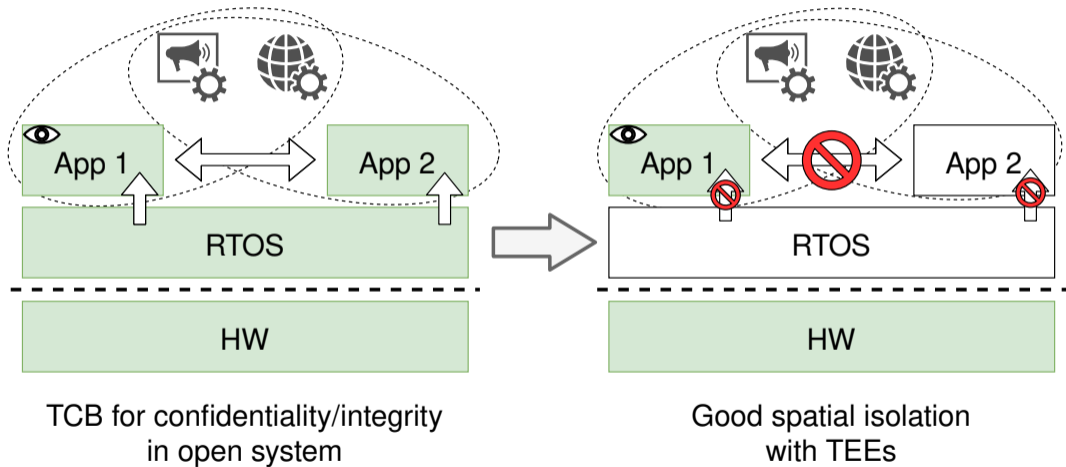 App 1
App 2
RTOS
HW
TCB for confidentiality/integrity
in open system
App 1
App 2
RTOS
HW
Good spatial isolation
with TEEs